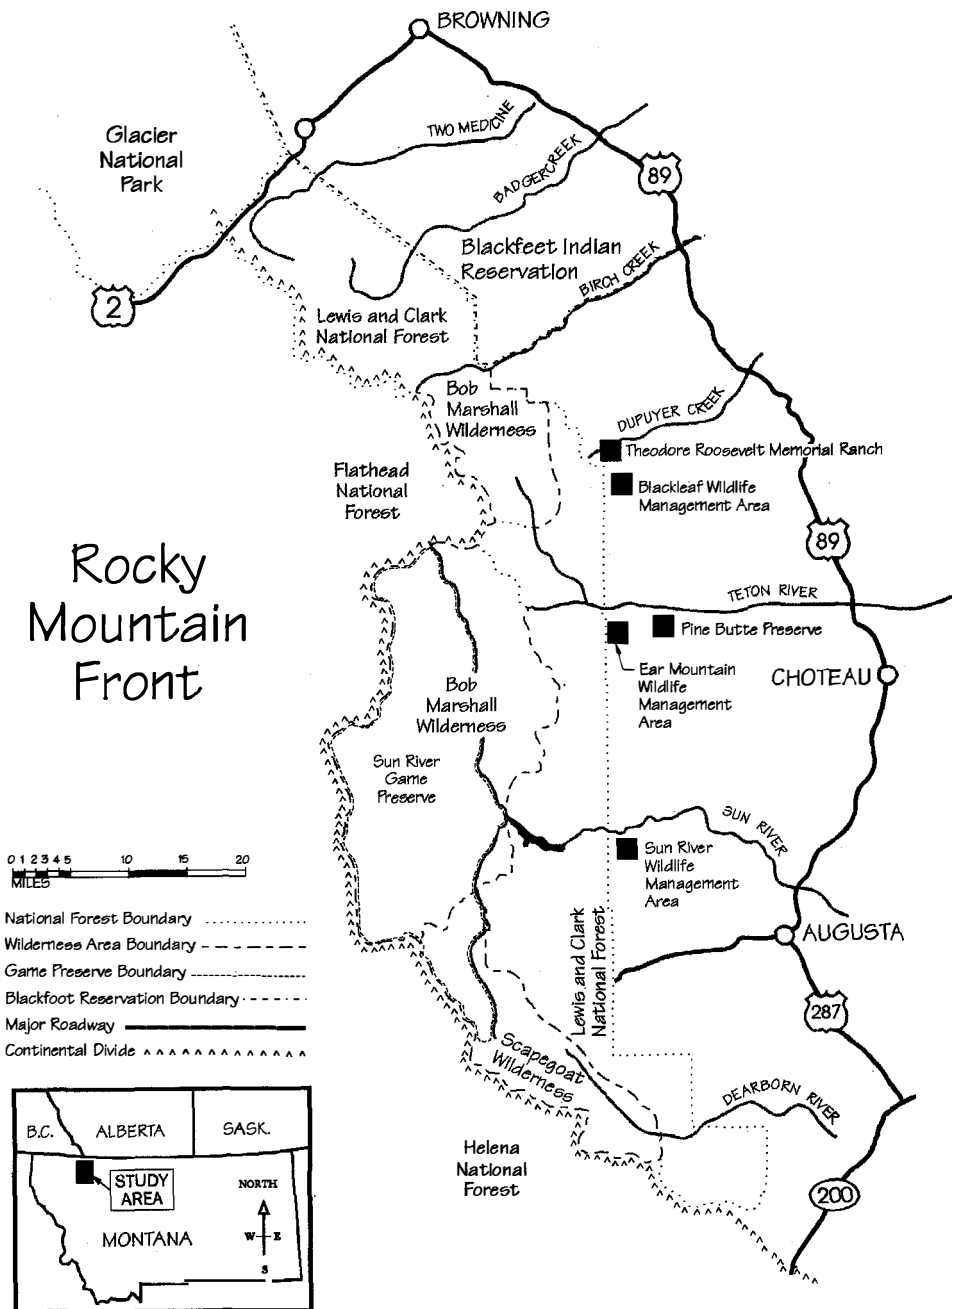 BROWNING
TWO MEDICINE
Glacier
National
Park
BADGER CREEK
89
Blackfeet Indian
Reservation
BIRCH CREEK
2
Lewis and Clark
National Forest
Bob
Marshall
Wilderness
DUPUYER CREEK
Theodore Roosevelt Memorial Ranch
Flathead
National
Forest
Blackleaf Wildlife
Management Area
89
Rocky
Mountain
Front
TETON RIVER
Pine Butte Preserve
Ear Mountain
Wildlife
Management
Area
CHOTEAU
Bob
Marshall
Wilderness
Sun River
Game
Preserve
SUN RIVER
Sun River
Wildlife
Management
Area
0 1 2 3 4 5 10 15 20
MILES
National Forest Boundary
Wilderness Area Boundary
Game Preserve Boundary
Blackfoot Reservation Boundary
Major Roadway
Continental Divide
Lewis and Clark
National Forest
AUGUSTA
287
Scapegoat
Wilderness
DEARBORN RIVER
Helena
National
Forest
200
B.C.
ALBERTA
SASK.
STUDY
AREA
MONTANA
NORTH
W E
S